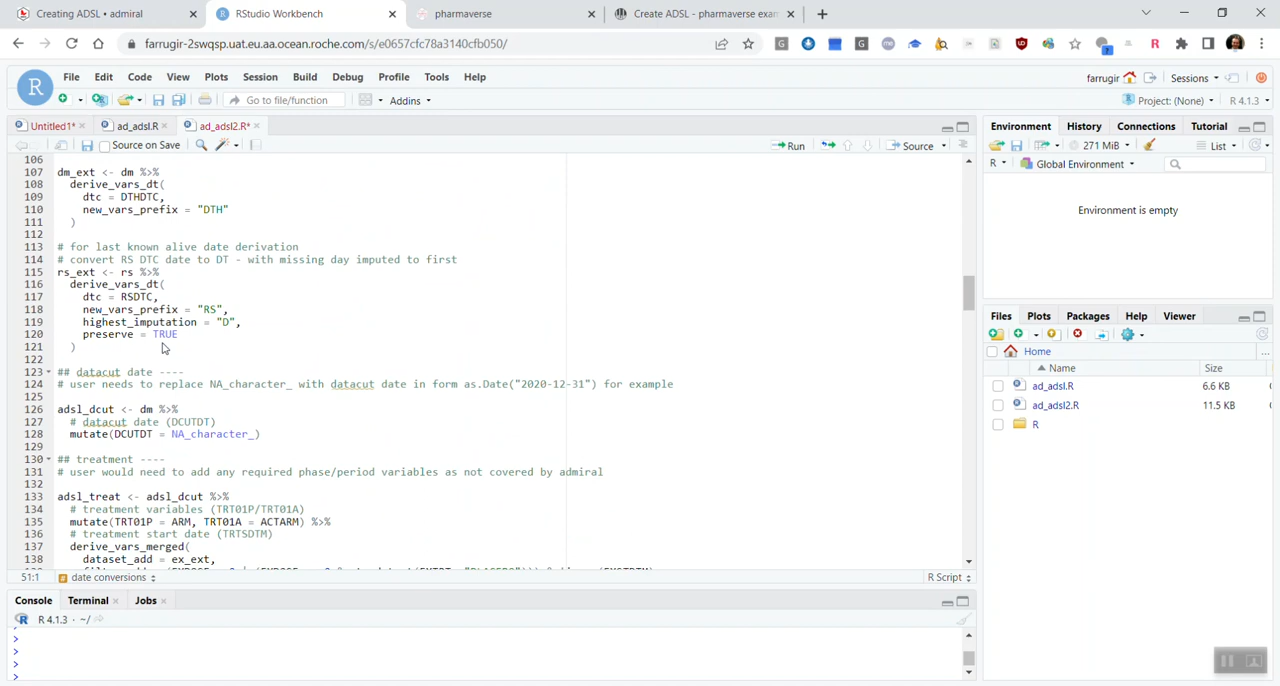 Creating ADSL • admiral
RStudio Workbench
pharmaverse
Create ADSL - pharmaverse exam
farrugir-2swqsp.uat.eu.aa.ocean.roche.com/s/e0657cfc78a3140cfb050/
File Edit Code View Plots Session Build Debug Profile Tools Help
farrugir Sessions
Go to file/function Addins
Project: (None) R 4.1.3
Untitled1* ad_adsl.R ad_adsl2.R*
Source on Save Run Source
106
107 dm_ext <- dm %>%
108 derive_vars_dt(
109 dtc = DTHDTC,
110 new_vars_prefix = "DTH"
111 )
112
113 # for last known alive date derivation
114 # convert RS DTC date to DT - with missing day imputed to first
115 rs_ext <- rs %>%
116 derive_vars_dt(
117 dtc = RSDTC,
118 new_vars_prefix = "RS",
119 highest_imputation = "D",
120 preserve = TRUE
121 )
122
123 ## datacut date ----
124 # user needs to replace NA_character_ with datacut date in form as.Date("2020-12-31") for example
125
126 adsl_dcut <- dm %>%
127 # datacut date (DCUTDT)
128 mutate(DCUTDT = NA_character_)
129
130 ## treatment ----
131 # user would need to add any required phase/period variables as not covered by admiral
132
133 adsl_treat <- adsl_dcut %>%
134 # treatment variables (TRT01P/TRT01A)
135 mutate(TRT01P = ARM, TRT01A = ACTARM) %>%
136 # treatment start date (TRTSDTM)
137 derive_vars_merged(
138 dataset_add = ex_ext,
51:1 date conversions R Script
Console Terminal Jobs
R 4.1.3 · ~/
>
>
>
>
Environment History Connections Tutorial
271 MiB List
R Global Environment
Environment is empty
Files Plots Packages Help Viewer
Home
Name Size
ad_adsl.R 6.6 KB
ad_adsl2.R 11.5 KB
R